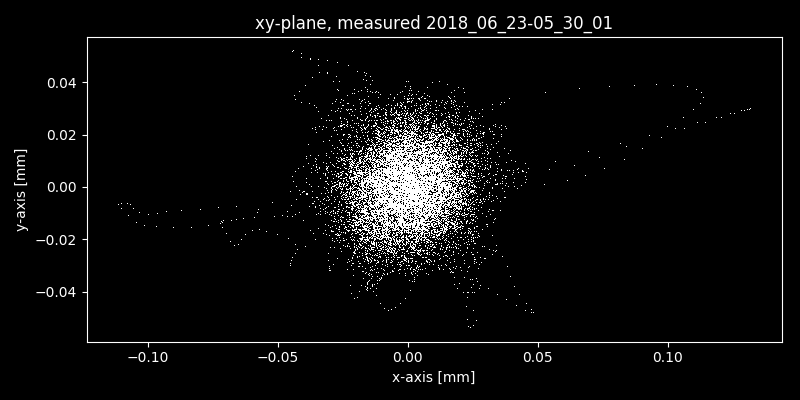 xy-plane, measured 2018_06_23-05_30_01
0.04
0.02
0.00
−0.02
−0.04
y-axis [mm]
−0.10 −0.05 0.00 0.05 0.10
x-axis [mm]